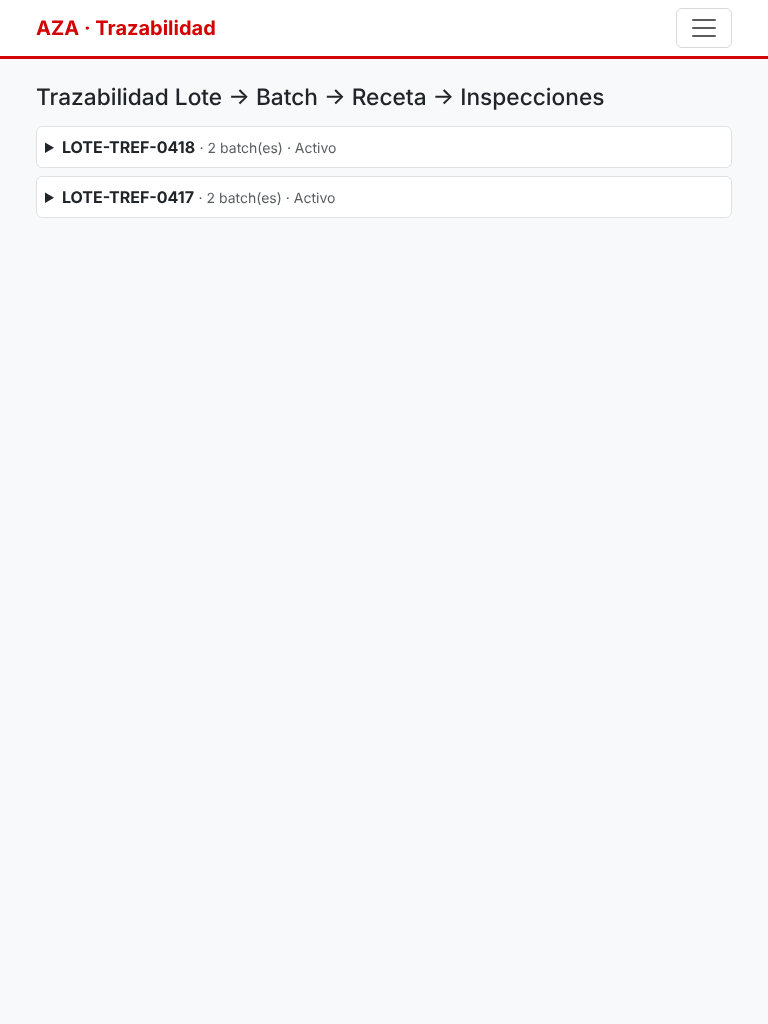 AZA · Trazabilidad
Trazabilidad Lote → Batch → Receta → Inspecciones
LOTE-TREF-0418 · 2 batch(es) · Activo
LOTE-TREF-0417 · 2 batch(es) · Activo